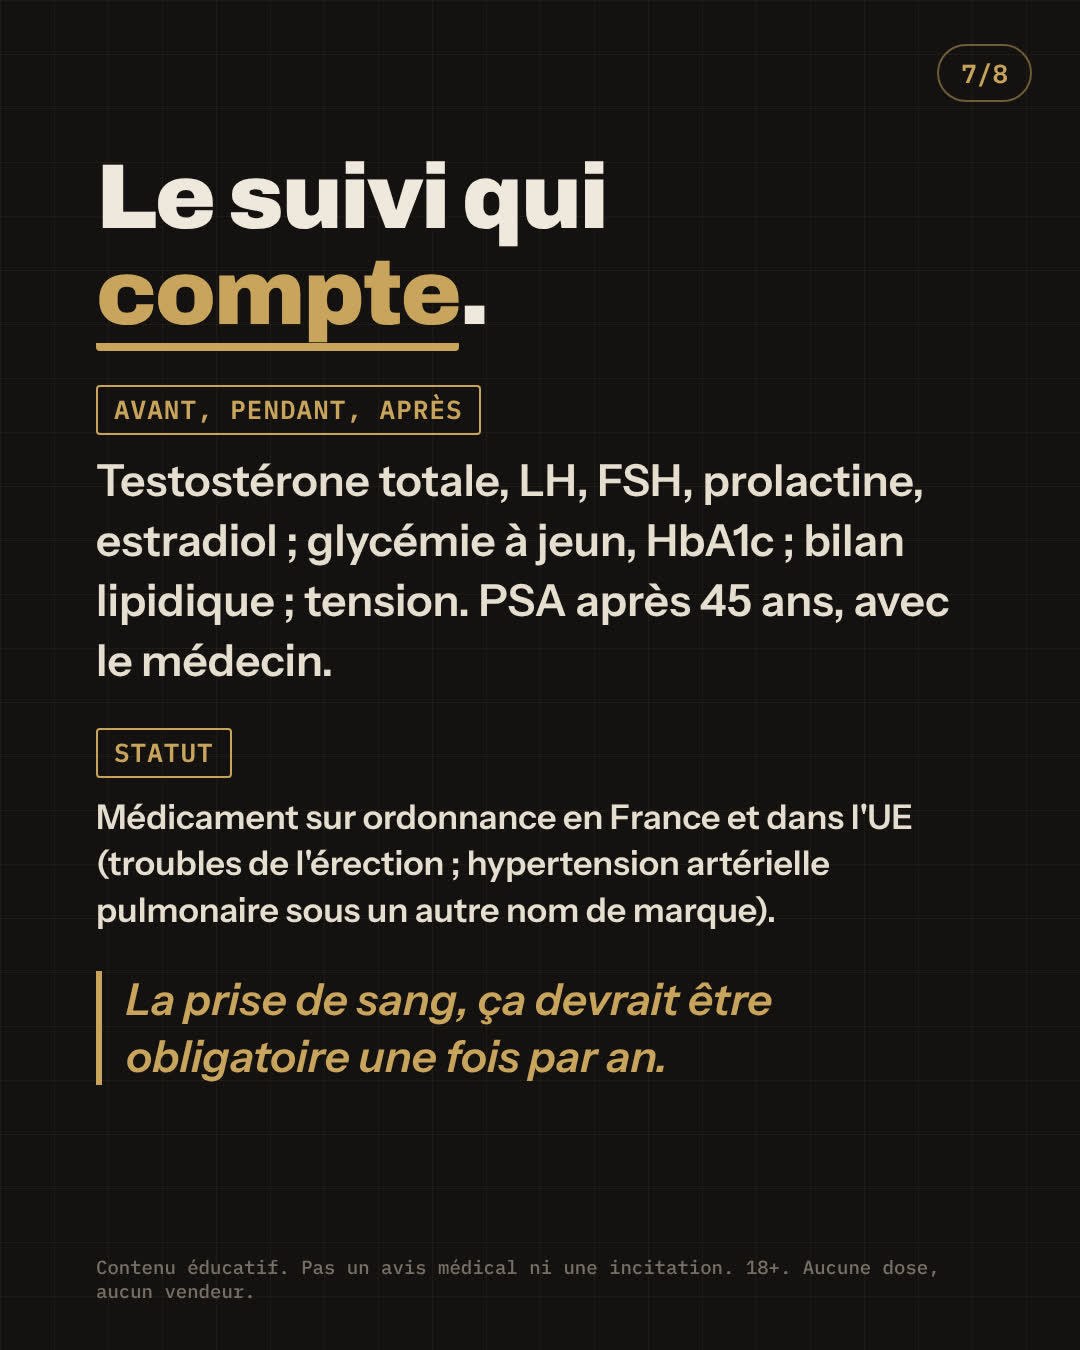 7/8
Le suivi qui
compte.
AVANT, PENDANT, APRÈS
Testostérone totale, LH, FSH, prolactine,
estradiol ; glycémie à jeun, HbA1c ; bilan
lipidique ; tension. PSA après 45 ans, avec
le médecin.
STATUT
Médicament sur ordonnance en France et dans l'UE
(troubles de l'érection ; hypertension artérielle
pulmonaire sous un autre nom de marque).
La prise de sang, ça devrait être
obligatoire une fois par an.
Contenu éducatif. Pas un avis médical ni une incitation. 18+. Aucune dose,
aucun vendeur.